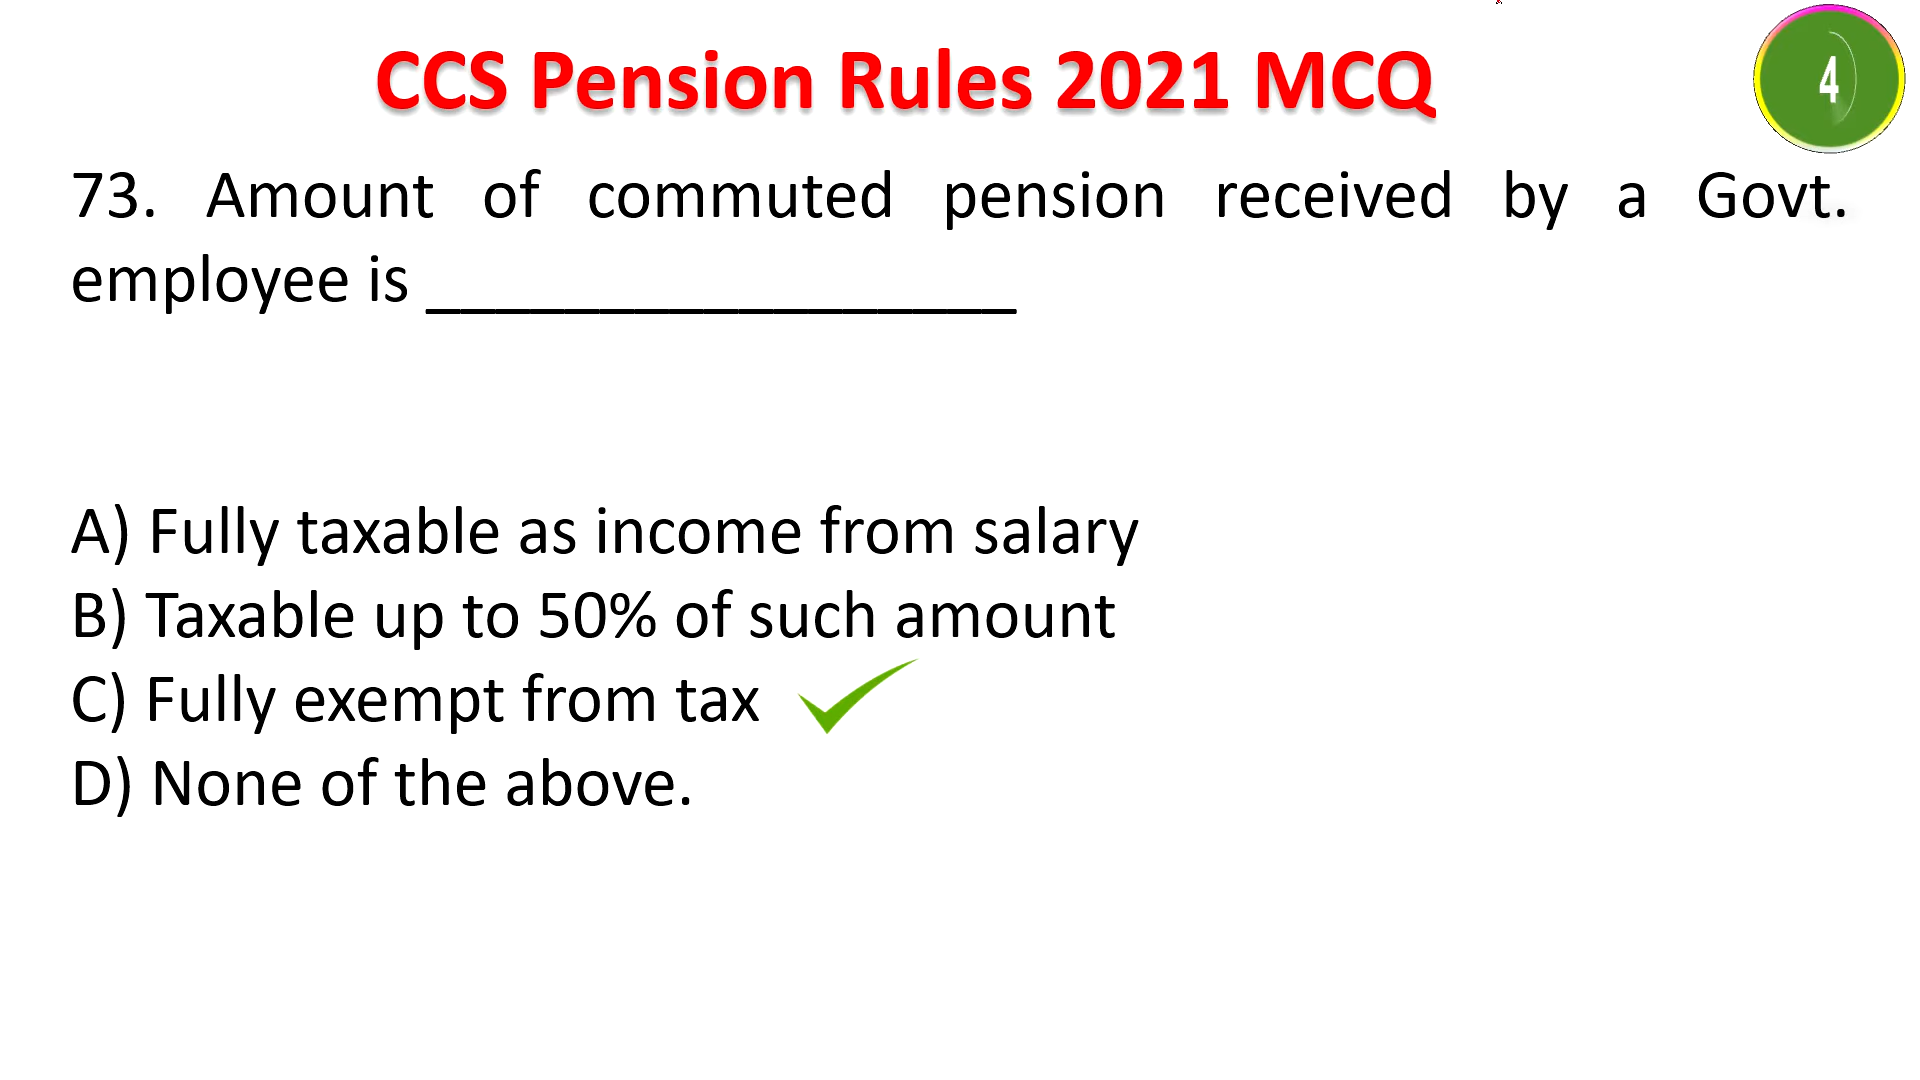 CCS Pension Rules 2021 MCQ
4
73. Amount of commuted pension received by a Govt.
employee is _________________
A) Fully taxable as income from salary
B) Taxable up to 50% of such amount
C) Fully exempt from tax
D) None of the above.